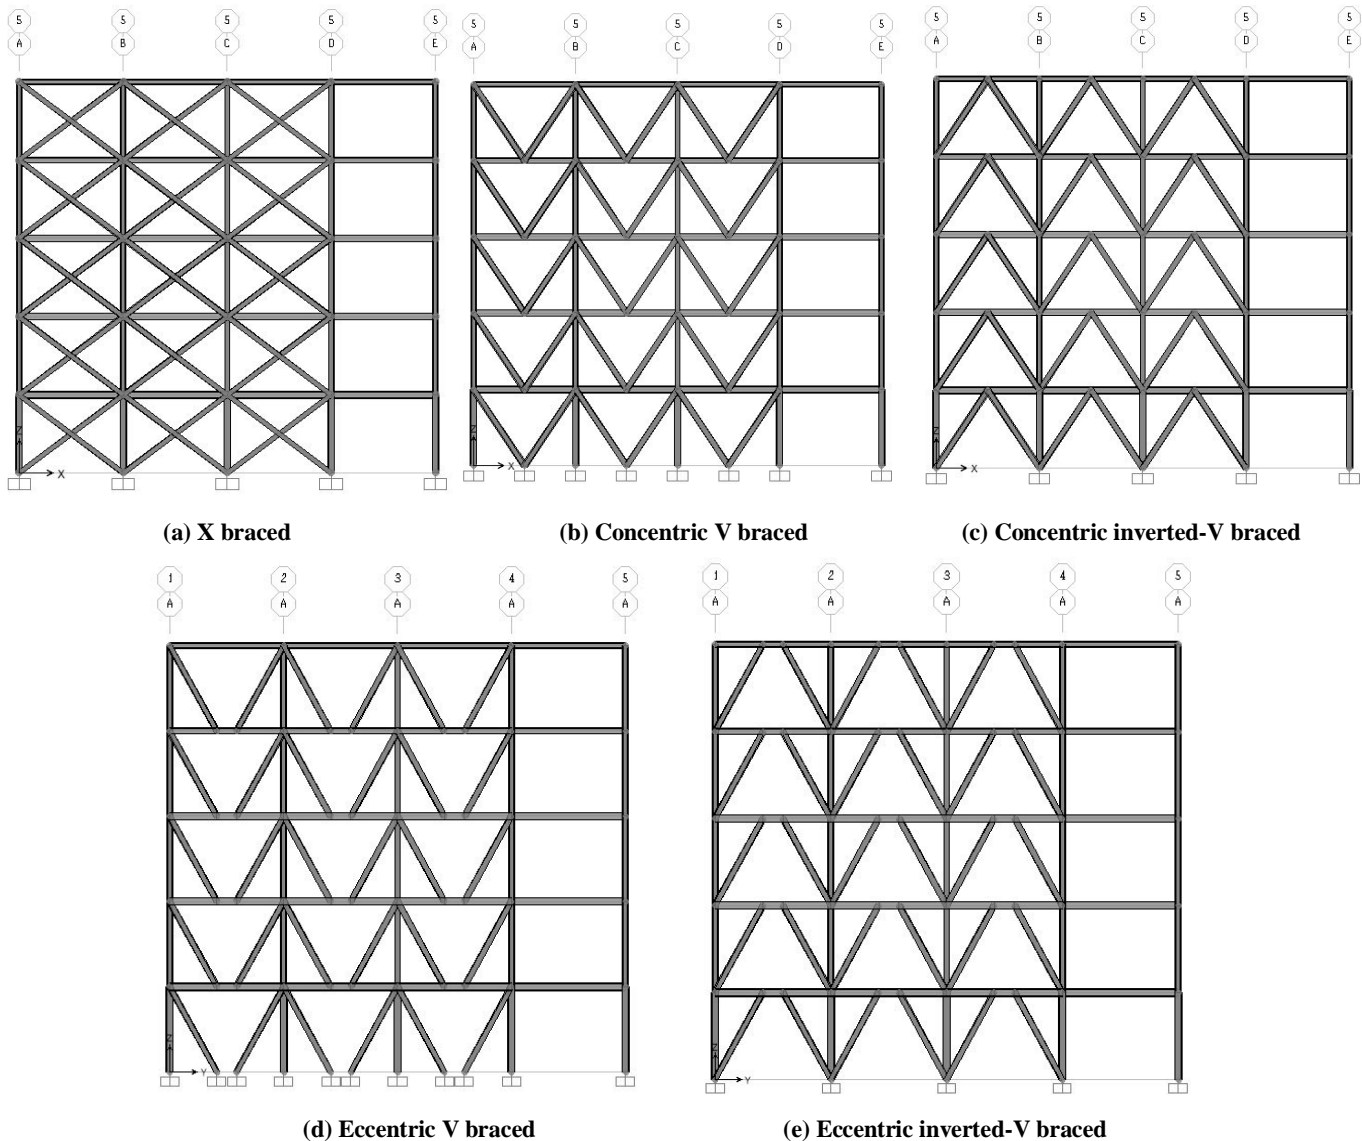 5 5 5 5 5
A B C D E
5 5 5 5 5
A B C D E
5 5 5 5 5
A B C D E
Z
X
Z
X
Z
X
(a) X braced
(b) Concentric V braced
(c) Concentric inverted-V braced
1 2 3 4 5
A A A A A
1 2 3 4 5
A A A A A
Z
Y
Z
Y
(d) Eccentric V braced
(e) Eccentric inverted-V braced